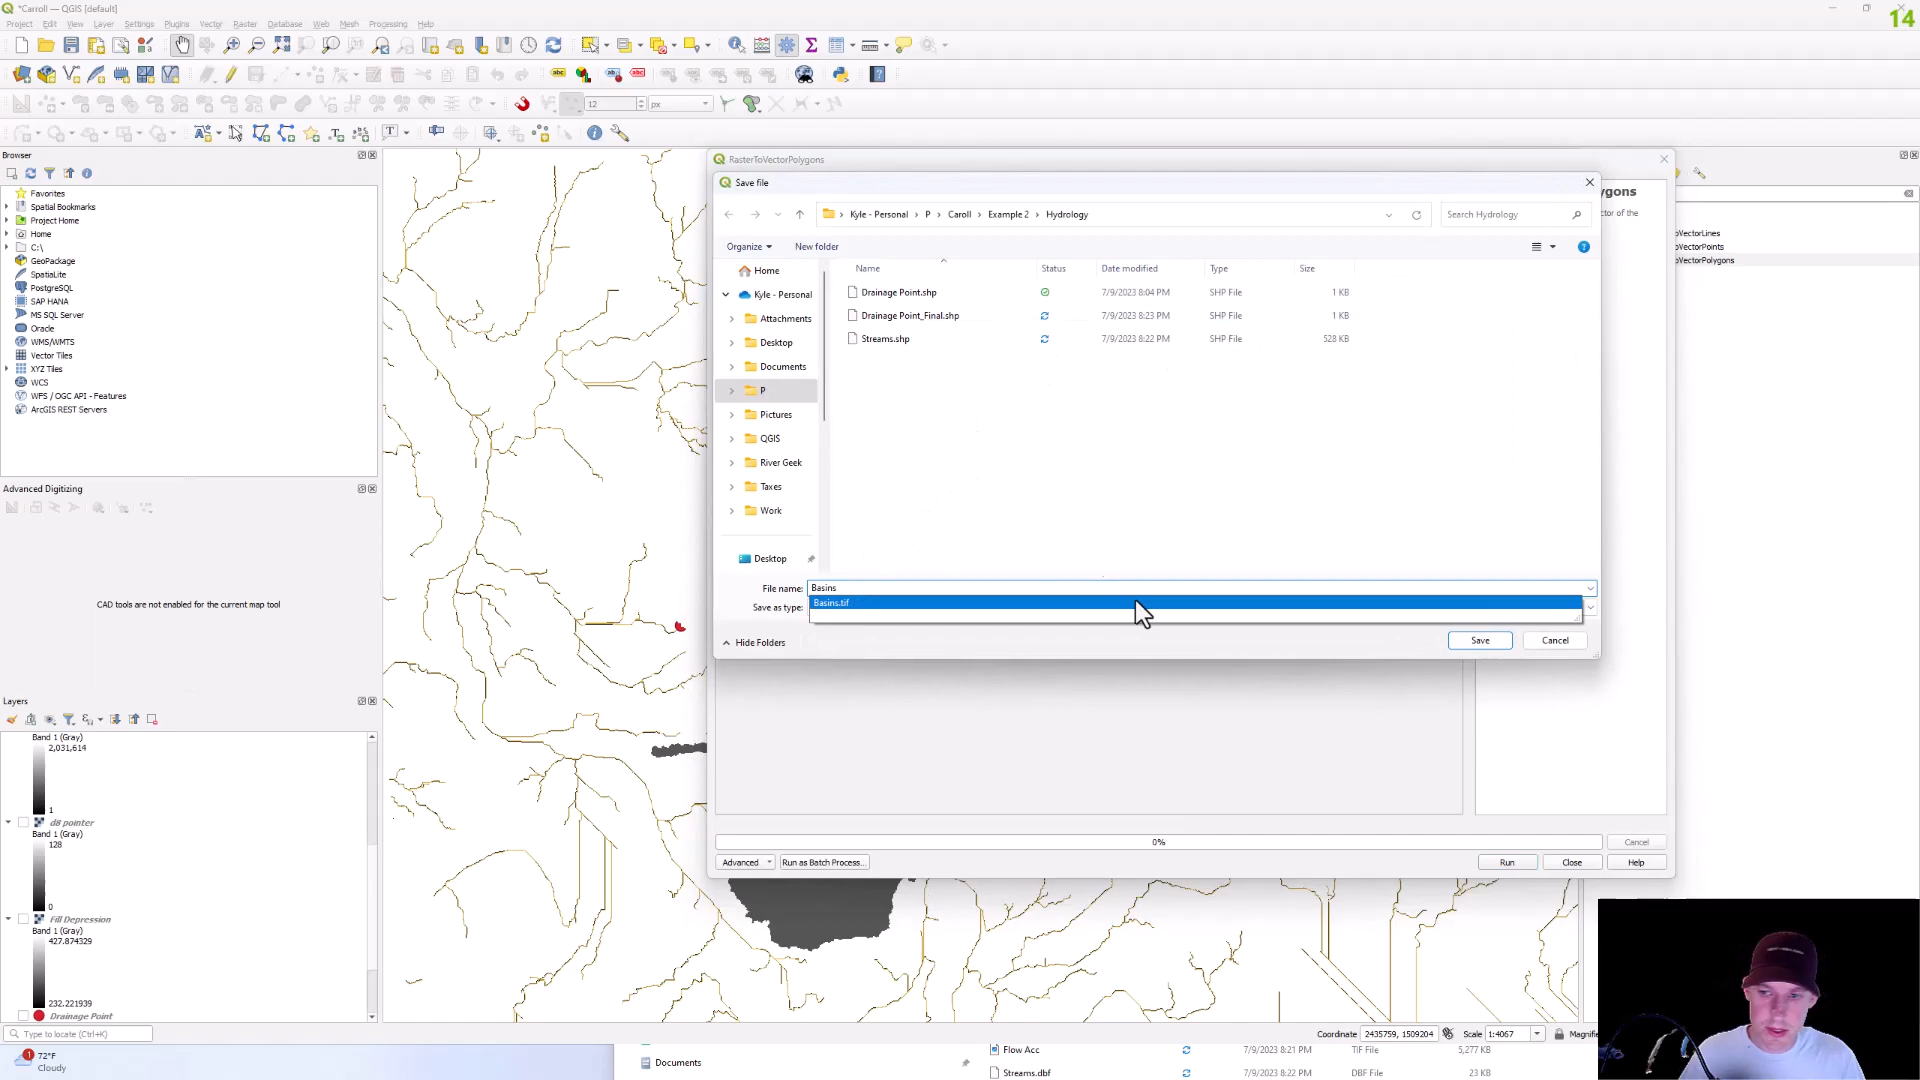 *Carroll — QGIS [default]
14
Project Edit View Layer Settings Plugins Vector Raster Database Web Mesh Processing Help
12 px
Browser
Favorites
Spatial Bookmarks
Project Home
Home
C:\
GeoPackage
SpatiaLite
PostgreSQL
SAP HANA
MS SQL Server
Oracle
WMS/WMTS
Vector Tiles
XYZ Tiles
WCS
WFS / OGC API - Features
ArcGIS REST Servers
Advanced Digitizing
CAD tools are not enabled for the current map tool
Layers
Band 1 (Gray)
2,031,614
1
d8 pointer
Band 1 (Gray)
128
0
Fill Depression
Band 1 (Gray)
427.874329
232.221939
Drainage Point
Type to locate (Ctrl+K)
72°F
Cloudy
1
RasterToVectorPolygons
Save file
Kyle - Personal › P › Caroll › Example 2 › Hydrology
Search Hydrology
Organize New folder
Home
Kyle - Personal
Attachments
Desktop
Documents
P
Pictures
QGIS
River Geek
Taxes
Work
Desktop
Name Status Date modified Type Size
Drainage Point.shp 7/9/2023 8:04 PM SHP File 1 KB
Drainage Point_Final.shp 7/9/2023 8:23 PM SHP File 1 KB
Streams.shp 7/9/2023 8:22 PM SHP File 528 KB
File name: Basins
Basins.tif
Save as type:
Hide Folders
Save Cancel
ygons
tor of the
oVectorLines
oVectorPoints
oVectorPolygons
0%
Cancel
Advanced Run as Batch Process... Run Close Help
Coordinate 2435759, 1509204 Scale 1:4067 Magnifie
Documents
Flow Acc 7/9/2023 8:21 PM TIF File 5,277 KB
Streams.dbf 7/9/2023 8:22 PM DBF File 23 KB